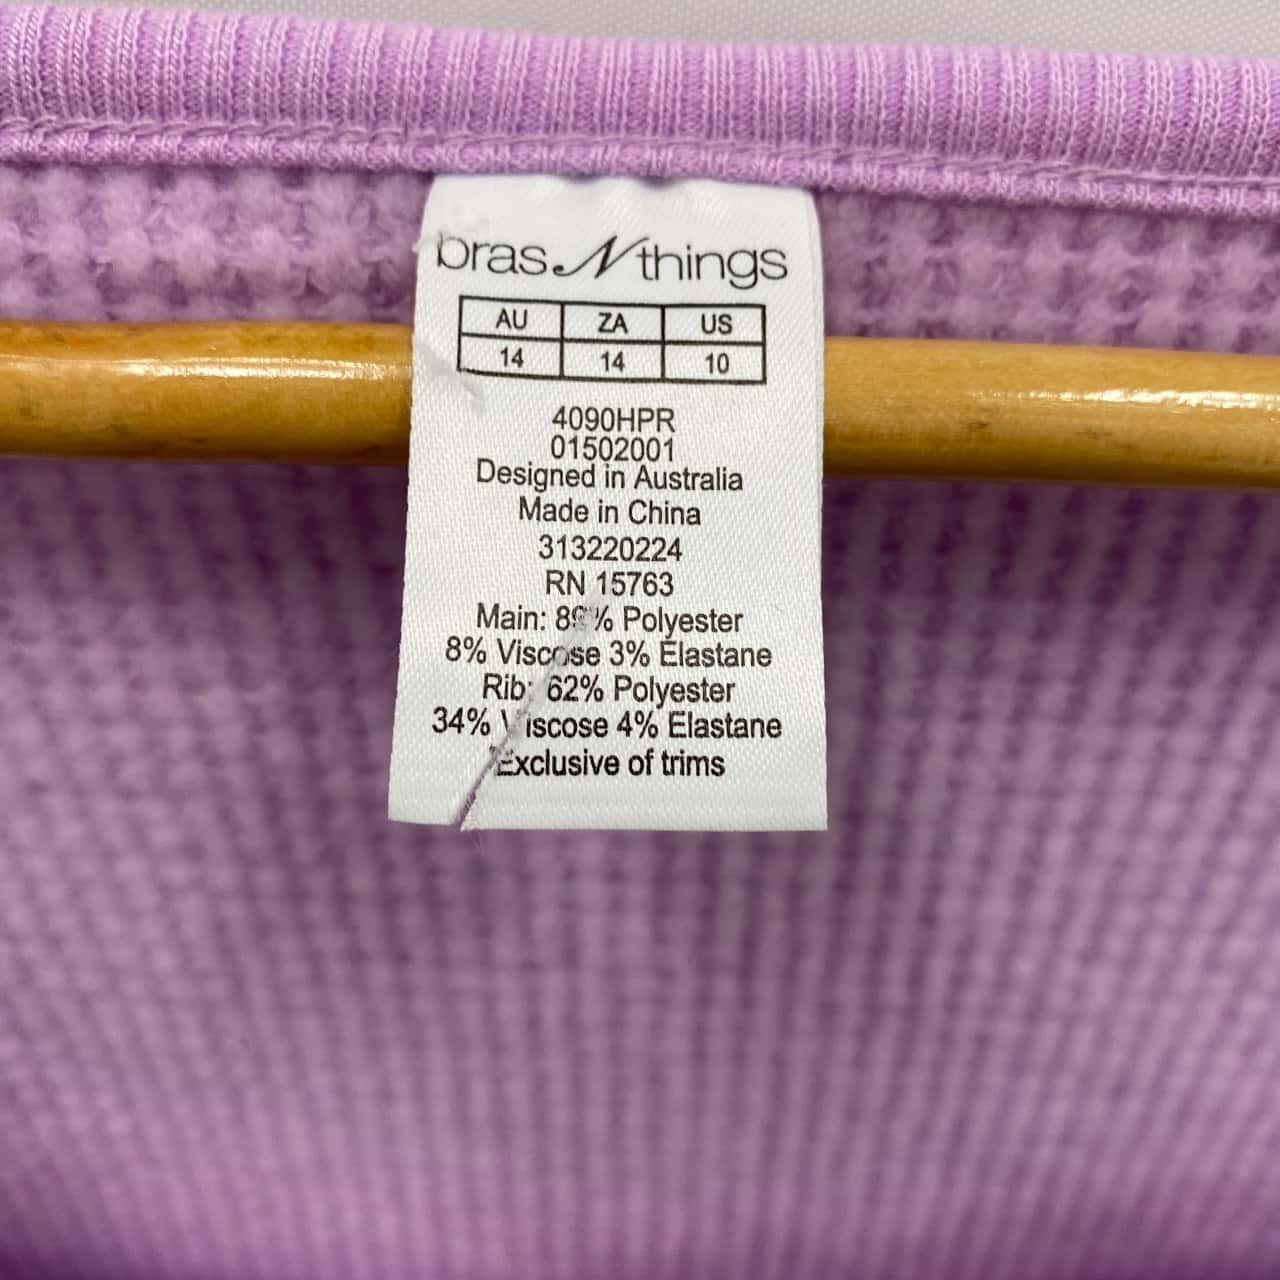 bras N things
AU ZA US
14 14 10
4090HPR
01502001
Designed in Australia
Made in China
313220224
RN 15763
Main: 89% Polyester
8% Viscose 3% Elastane
Rib: 62% Polyester
34% Viscose 4% Elastane
Exclusive of trims